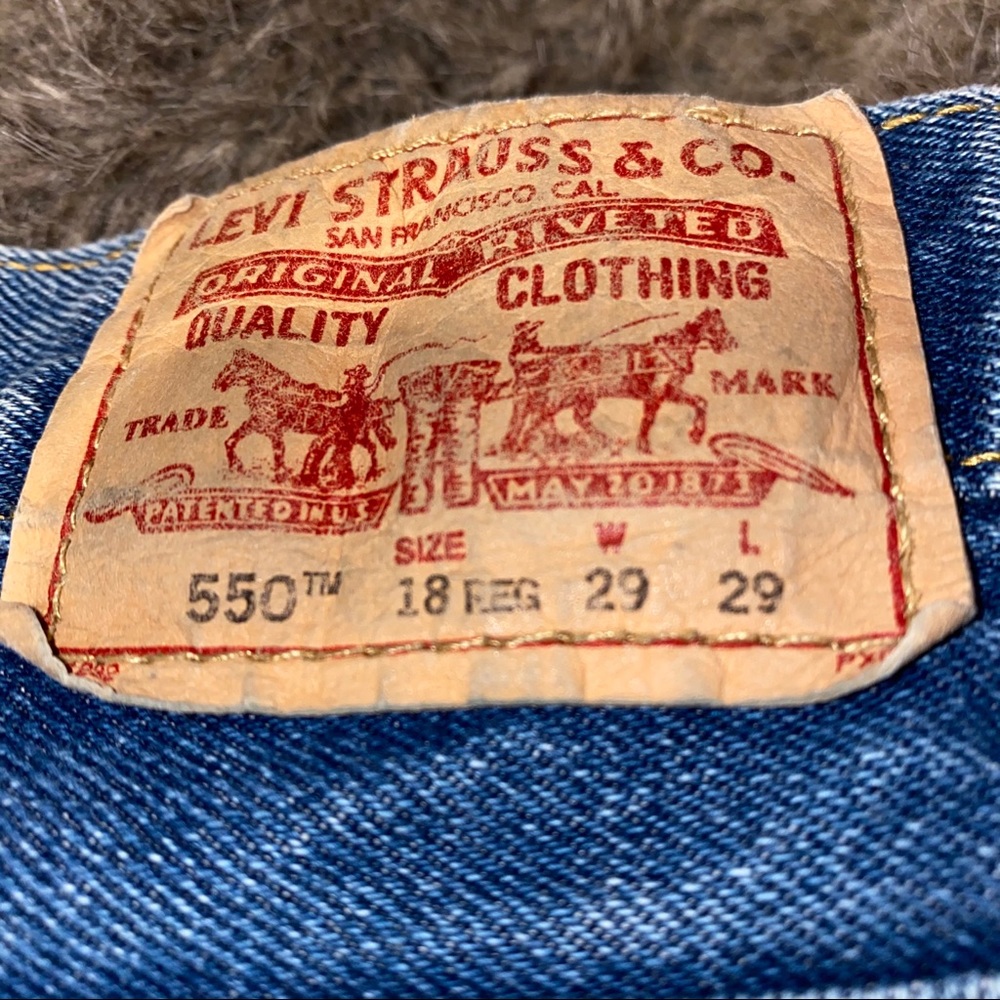 LEVI STRAUSS & CO.
SAN FRANCISCO CAL.
ORIGINAL RIVETED
QUALITY CLOTHING
TRADE MARK
PATENTED IN U.S. MAY 20 1873
SIZE W L
550™ 18 REG 29 29